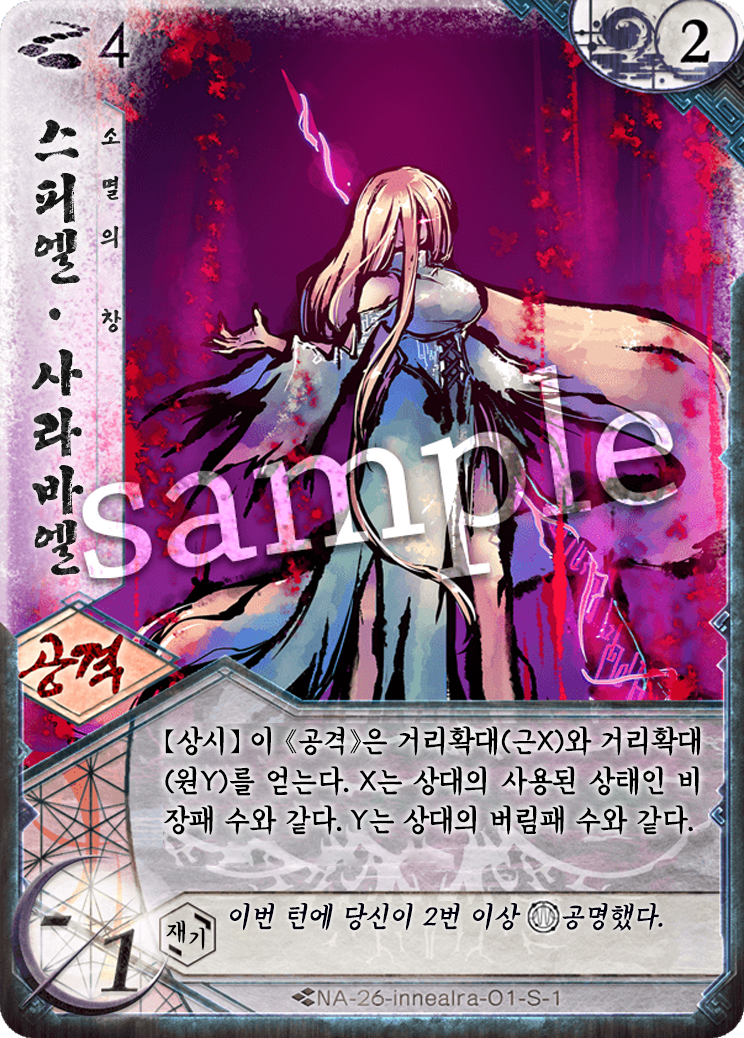 4
2
스피엘・사라바엘
소멸의 창
sample
공격
【상시】 이 《공격》은 거리확대(근X)와 거리확대
(원Y)를 얻는다. X는 상대의 사용된 상태인 비
장패 수와 같다. Y는 상대의 버림패 수와 같다.
-/1
재기
이번 턴에 당신이 2번 이상 공명했다.
NA-26-innealra-O1-S-1